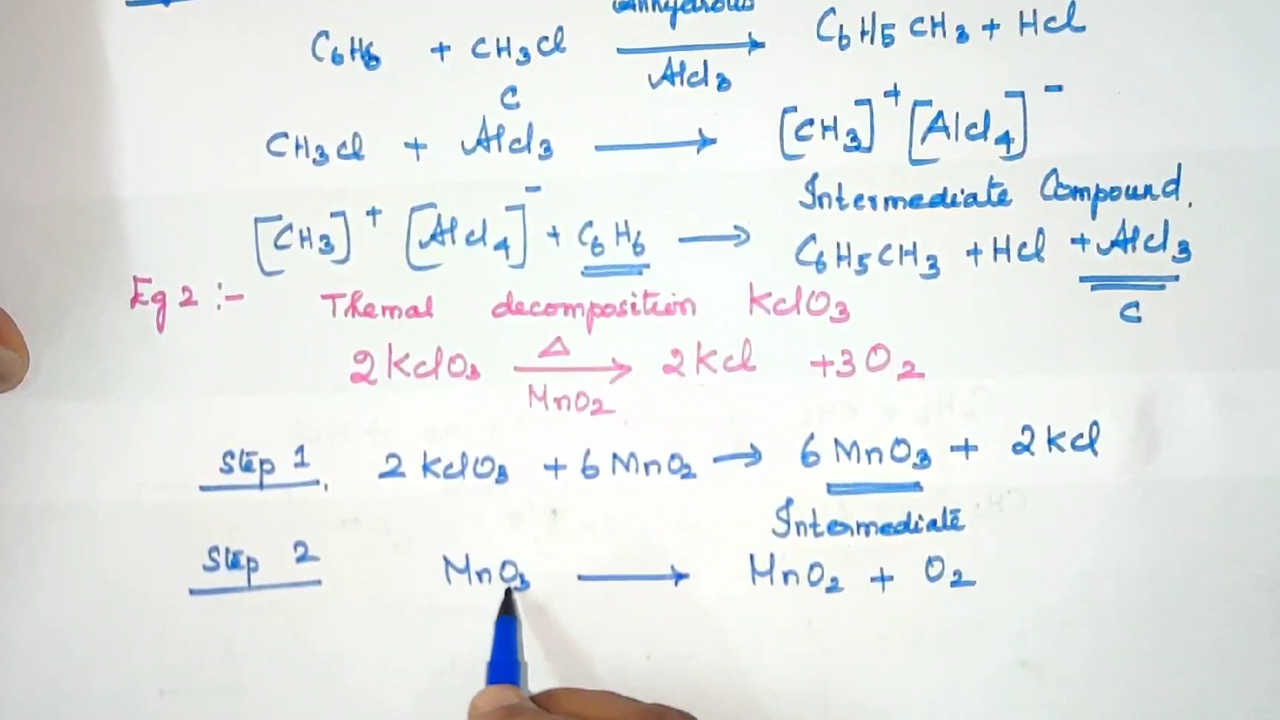 anhydrous
C₆H₆ + CH₃Cl ⟶ C₆H₅CH₃ + HCl
AlCl₃
C
CH₃Cl + AlCl₃ ⟶ [CH₃]⁺ [AlCl₄]⁻
Intermediate Compound.
[CH₃]⁺ [AlCl₄]⁻ + C₆H₆ ⟶ C₆H₅CH₃ + HCl + AlCl₃
C
Eg 2 :- Themal decomposition KClO₃
Δ
2KClO₃ ⟶ 2KCl +3O₂
MnO₂
Step 1. 2 KClO₃ + 6 MnO₂ ⟶ 6 MnO₃ + 2 KCl
Intermediate
Step 2 MnO₃ ⟶ MnO₂ + O₂